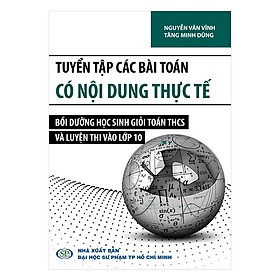 NGUYỄN VĂN VĨNH
TĂNG MINH DŨNG
TUYỂN TẬP CÁC BÀI TOÁN
CÓ NỘI DUNG THỰC TẾ
BỒI DƯỠNG HỌC SINH GIỎI TOÁN THCS
VÀ LUYỆN THI VÀO LỚP 10
NHÀ XUẤT BẢN
ĐẠI HỌC SƯ PHẠM TP HỒ CHÍ MINH